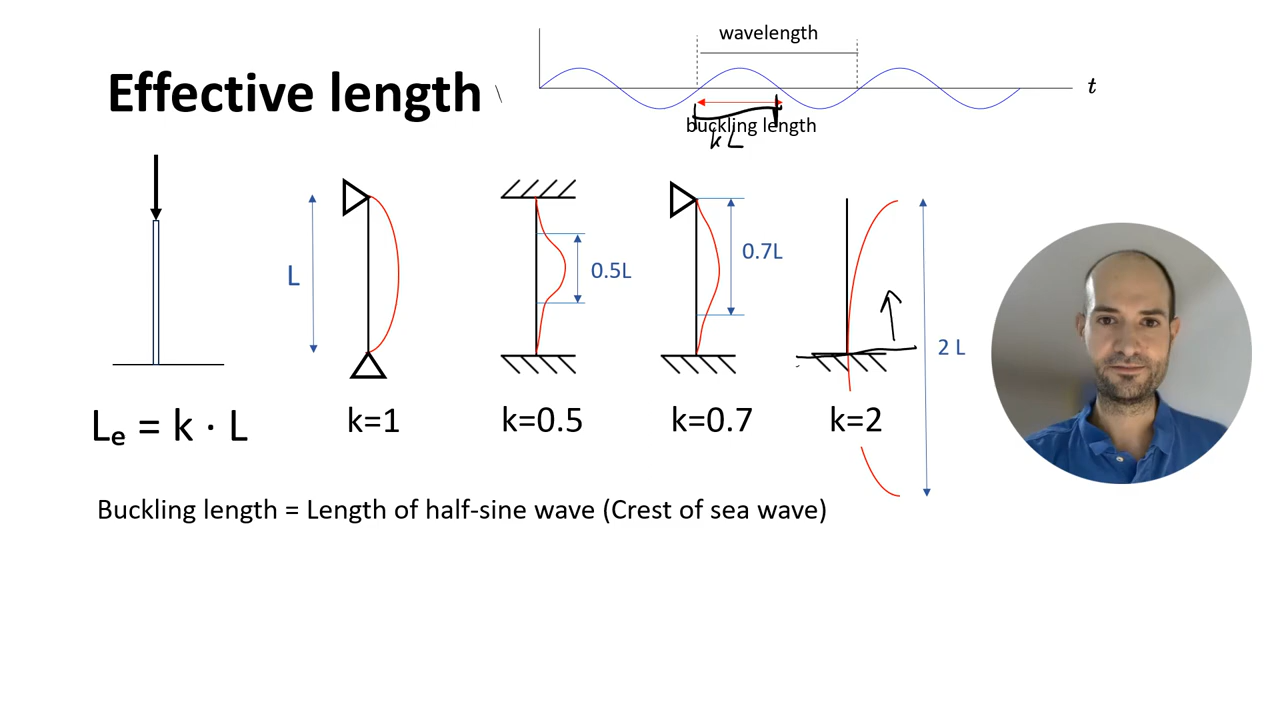 wavelength
Effective length
t
buckling length
kL
L
0.5L
0.7L
2 L
Lₑ = k · L
k=1
k=0.5
k=0.7
k=2
Buckling length = Length of half-sine wave (Crest of sea wave)